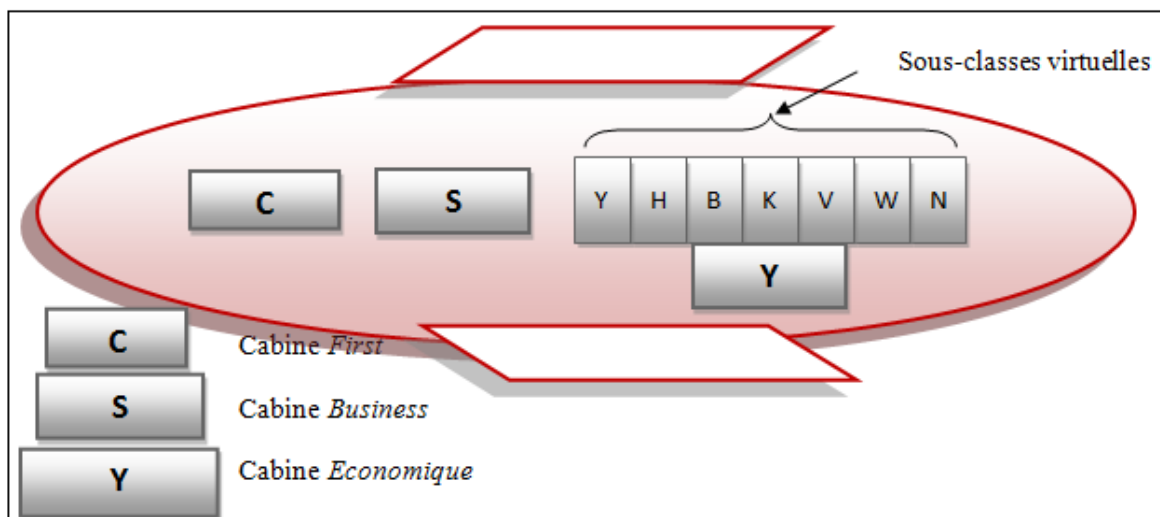 Sous-classes virtuelles
C S Y H B K V W N
Y
C Cabine First
S Cabine Business
Y Cabine Economique